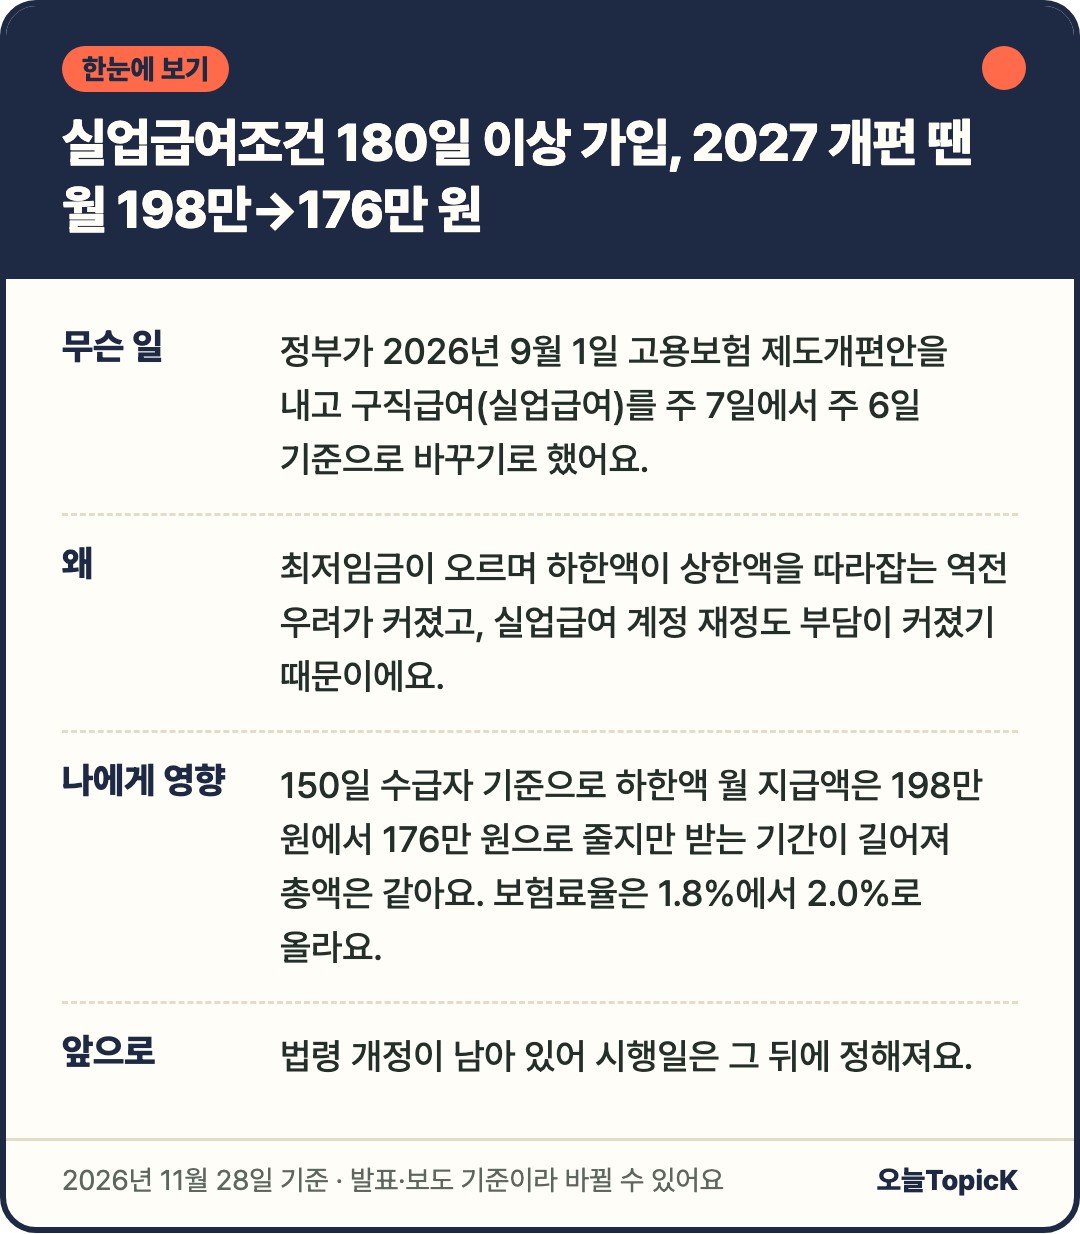 한눈에 보기
실업급여조건 180일 이상 가입, 2027 개편 땐
월 198만→176만 원
무슨 일
정부가 2026년 9월 1일 고용보험 제도개편안을
내고 구직급여(실업급여)를 주 7일에서 주 6일
기준으로 바꾸기로 했어요.
왜
최저임금이 오르며 하한액이 상한액을 따라잡는 역전
우려가 커졌고, 실업급여 계정 재정도 부담이 커졌기
때문이에요.
나에게 영향
150일 수급자 기준으로 하한액 월 지급액은 198만
원에서 176만 원으로 줄지만 받는 기간이 길어져
총액은 같아요. 보험료율은 1.8%에서 2.0%로
올라요.
앞으로
법령 개정이 남아 있어 시행일은 그 뒤에 정해져요.
2026년 11월 28일 기준 · 발표·보도 기준이라 바뀔 수 있어요
오늘TopicK